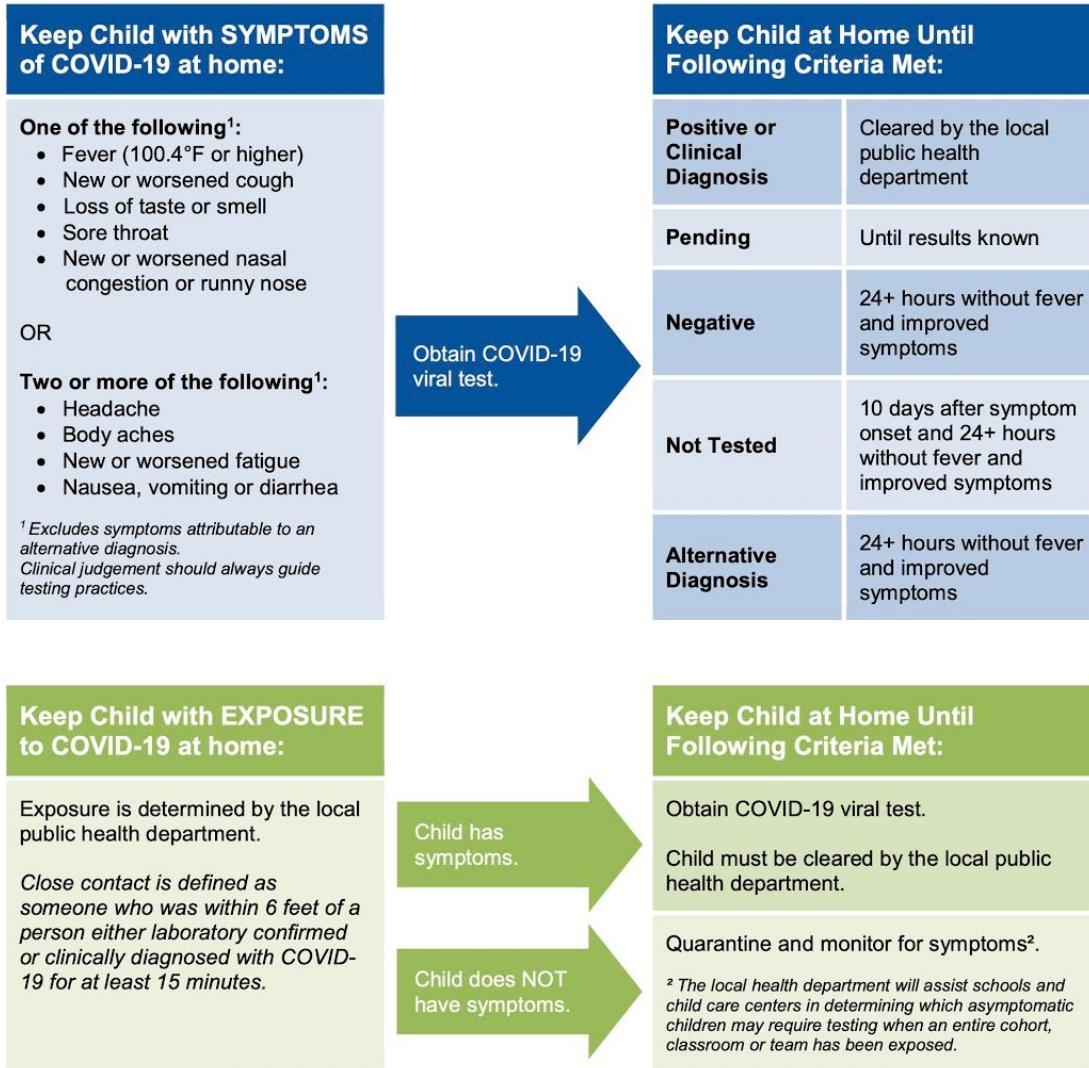 Keep Child with SYMPTOMS
of COVID-19 at home:
One of the following¹:
• Fever (100.4°F or higher)
• New or worsened cough
• Loss of taste or smell
• Sore throat
• New or worsened nasal
congestion or runny nose
OR
Two or more of the following¹:
• Headache
• Body aches
• New or worsened fatigue
• Nausea, vomiting or diarrhea
¹ Excludes symptoms attributable to an
alternative diagnosis.
Clinical judgement should always guide
testing practices.
Obtain COVID-19
viral test.
Keep Child at Home Until
Following Criteria Met:
Positive or
Clinical
Diagnosis
Cleared by the local
public health
department
Pending
Until results known
Negative
24+ hours without fever
and improved
symptoms
Not Tested
10 days after symptom
onset and 24+ hours
without fever and
improved symptoms
Alternative
Diagnosis
24+ hours without fever
and improved
symptoms
Keep Child with EXPOSURE
to COVID-19 at home:
Exposure is determined by the local
public health department.
Close contact is defined as
someone who was within 6 feet of a
person either laboratory confirmed
or clinically diagnosed with COVID-
19 for at least 15 minutes.
Child has
symptoms.
Child does NOT
have symptoms.
Keep Child at Home Until
Following Criteria Met:
Obtain COVID-19 viral test.
Child must be cleared by the local public
health department.
Quarantine and monitor for symptoms².
² The local health department will assist schools and
child care centers in determining which asymptomatic
children may require testing when an entire cohort,
classroom or team has been exposed.